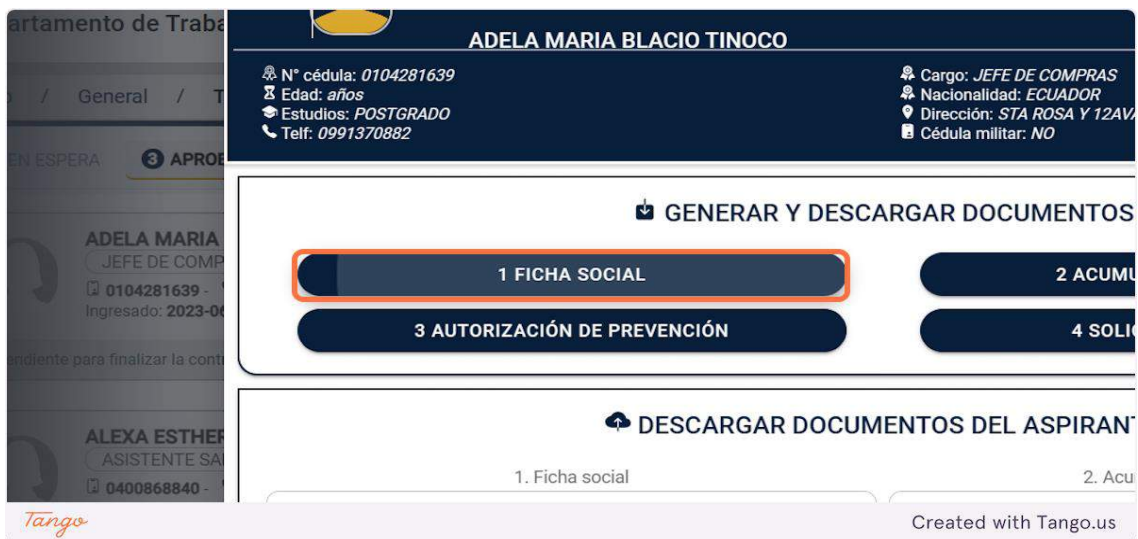 artamento de Traba
ADELA MARIA BLACIO TINOCO
N° cédula: 0104281639
Edad: años
Estudios: POSTGRADO
Telf: 0991370882
Cargo: JEFE DE COMPRAS
Nacionalidad: ECUADOR
Dirección: STA ROSA Y 12AVA
Cédula militar: NO
/ General / T
EN ESPERA 3 APROB
ADELA MARIA
JEFE DE COMP
0104281639 -
Ingresado: 2023-06
endiente para finalizar la contr
ALEXA ESTHER
ASISTENTE SA
0400868840 -
GENERAR Y DESCARGAR DOCUMENTOS
1 FICHA SOCIAL
2 ACUMU
3 AUTORIZACIÓN DE PREVENCIÓN
4 SOLIC
DESCARGAR DOCUMENTOS DEL ASPIRANT
1. Ficha social
2. Acu
Tango
Created with Tango.us